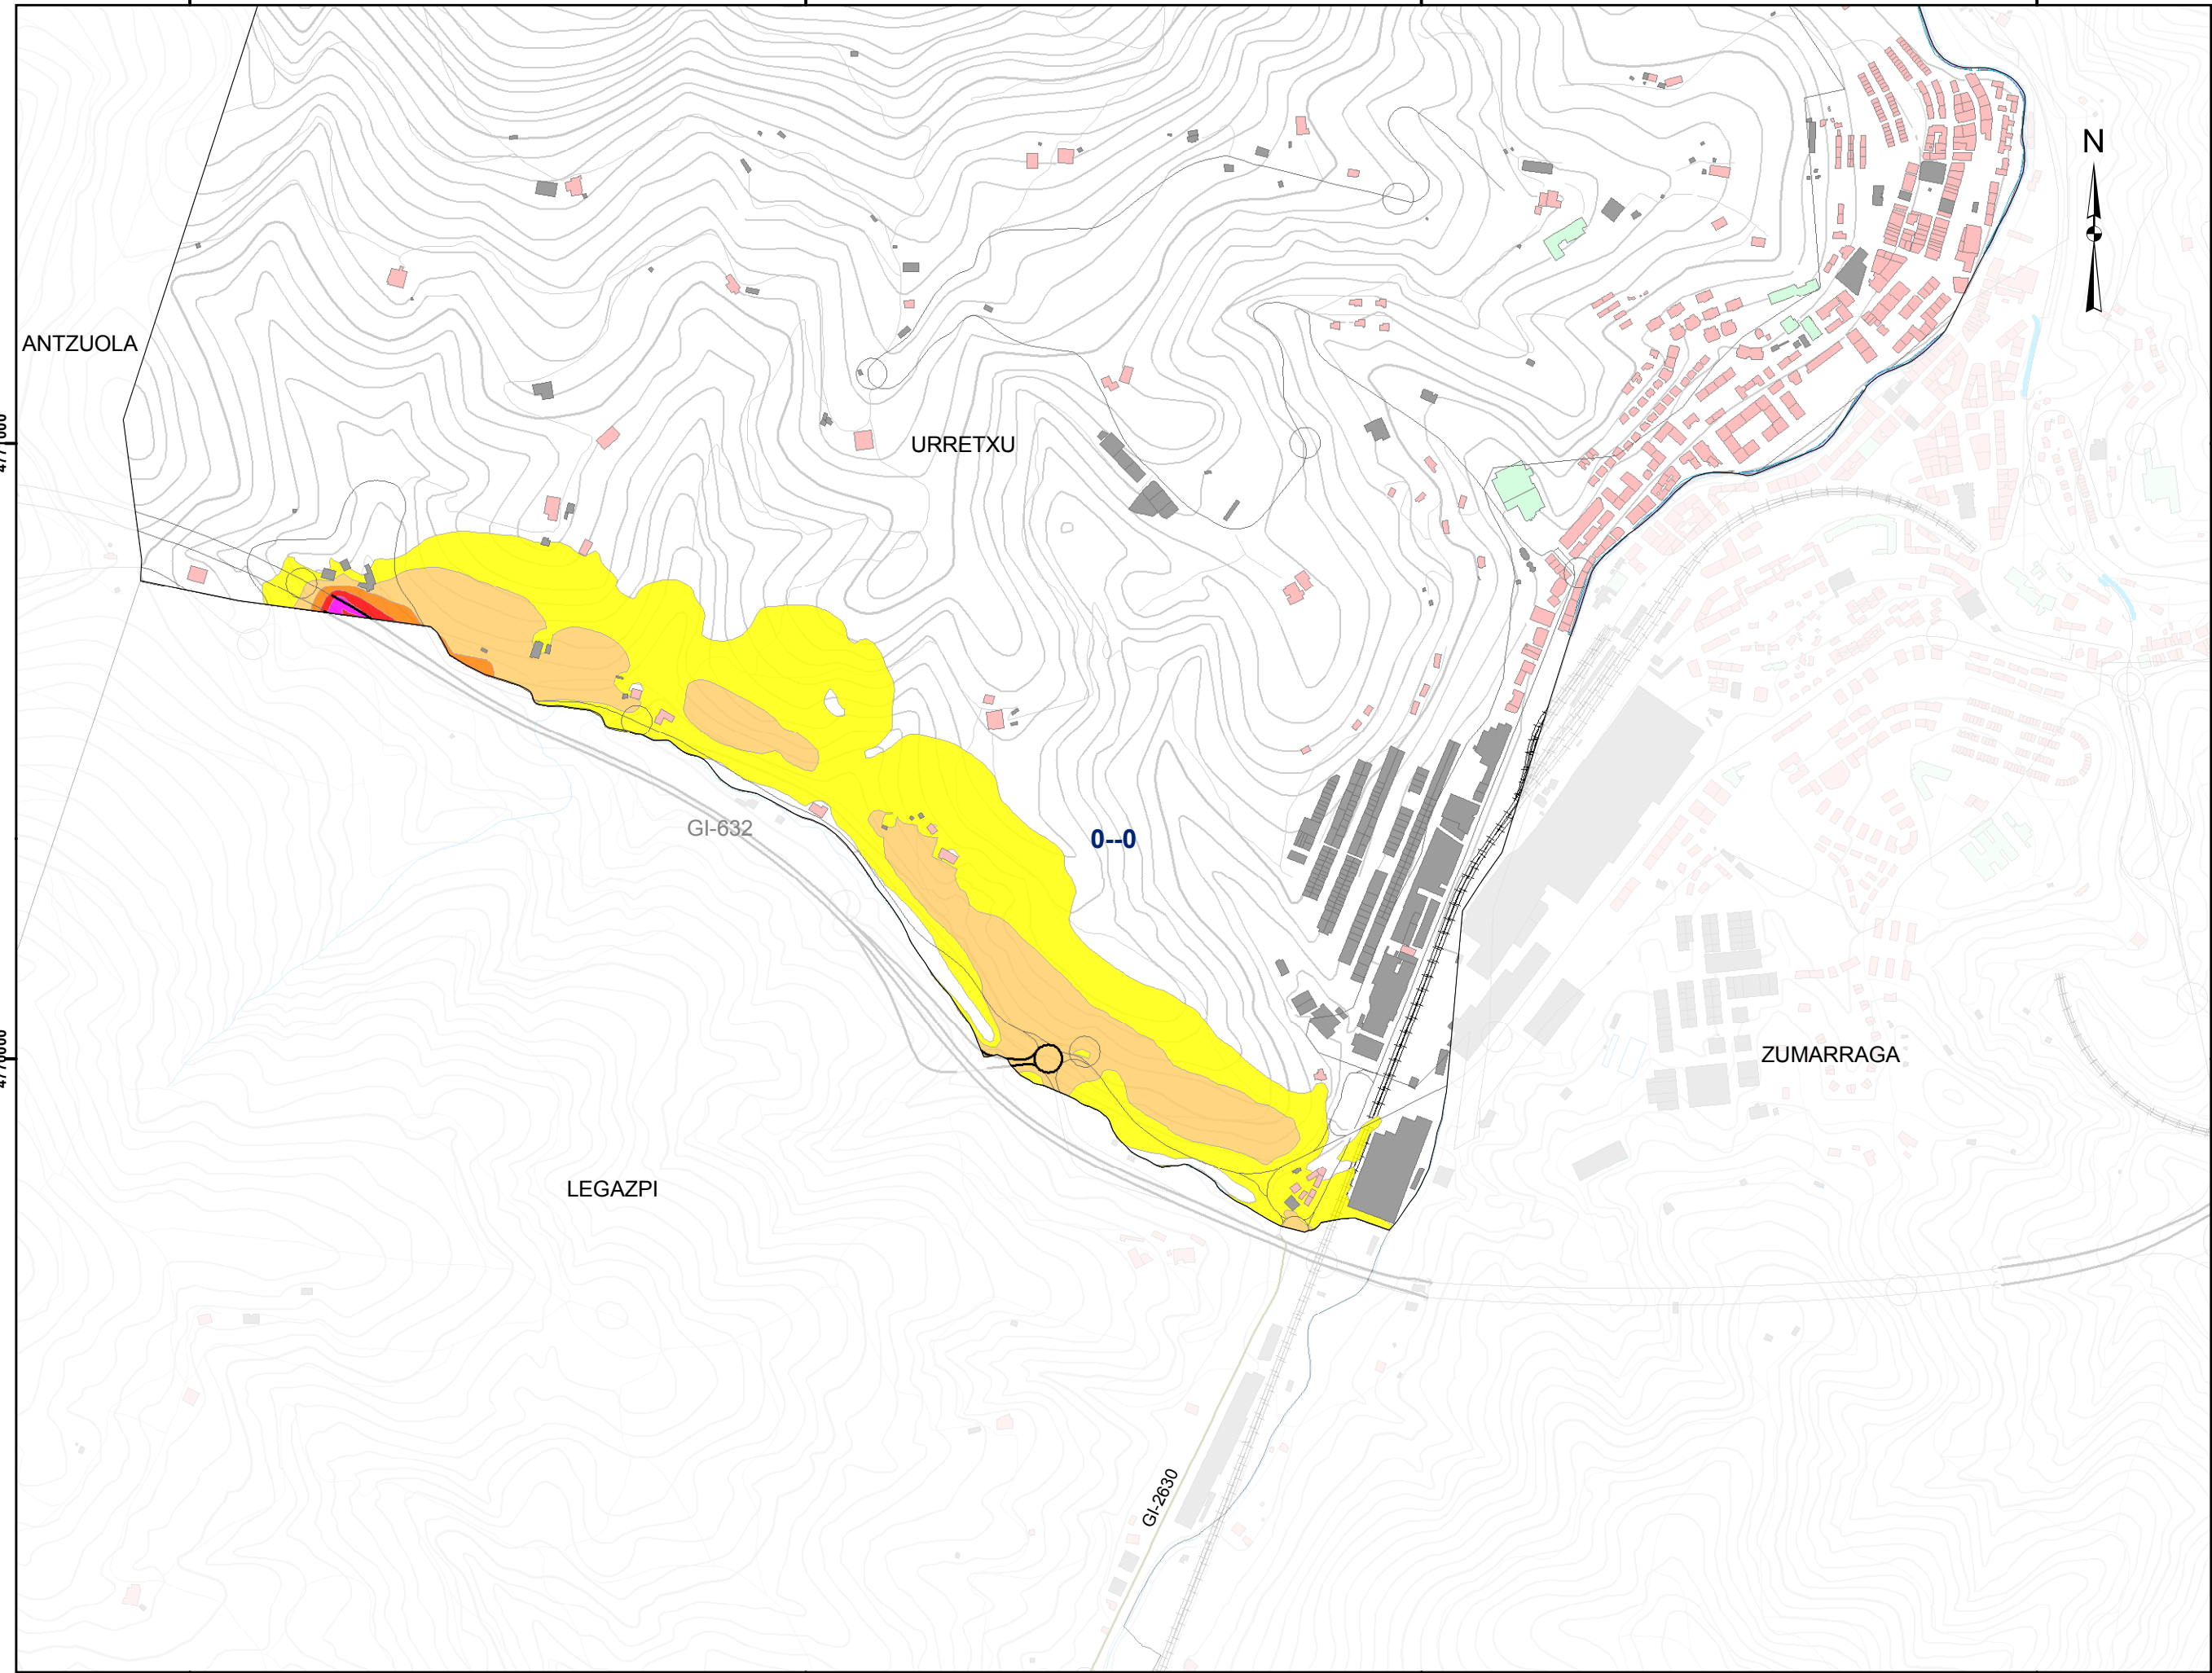 N
ANTZUOLA
URRETXU
GI-632
0--0
ZUMARRAGA
LEGAZPI
GI-2630